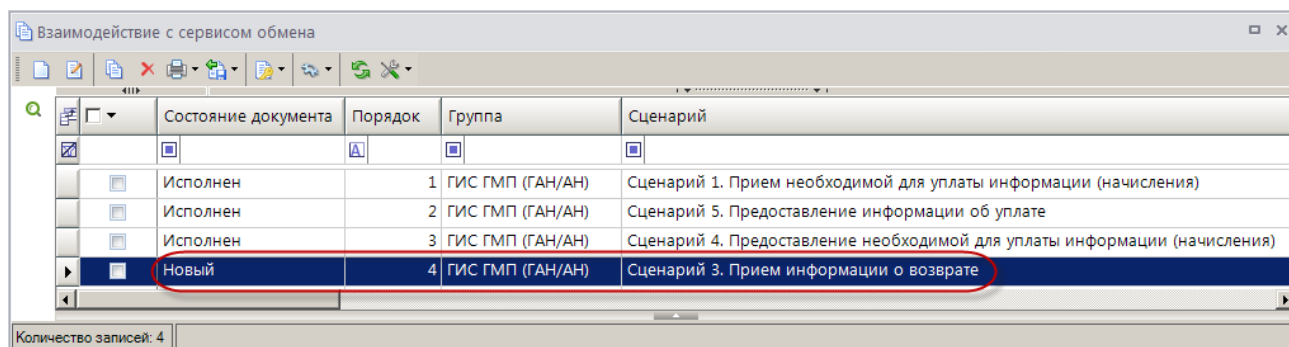 Взаимодействие с сервисом обмена
Состояние документа Порядок Группа Сценарий
A
Исполнен 1 ГИС ГМП (ГАН/АН) Сценарий 1. Прием необходимой для уплаты информации (начисления)
Исполнен 2 ГИС ГМП (ГАН/АН) Сценарий 5. Предоставление информации об уплате
Исполнен 3 ГИС ГМП (ГАН/АН) Сценарий 4. Предоставление необходимой для уплаты информации (начисления)
Новый 4 ГИС ГМП (ГАН/АН) Сценарий 3. Прием информации о возврате
Количество записей: 4